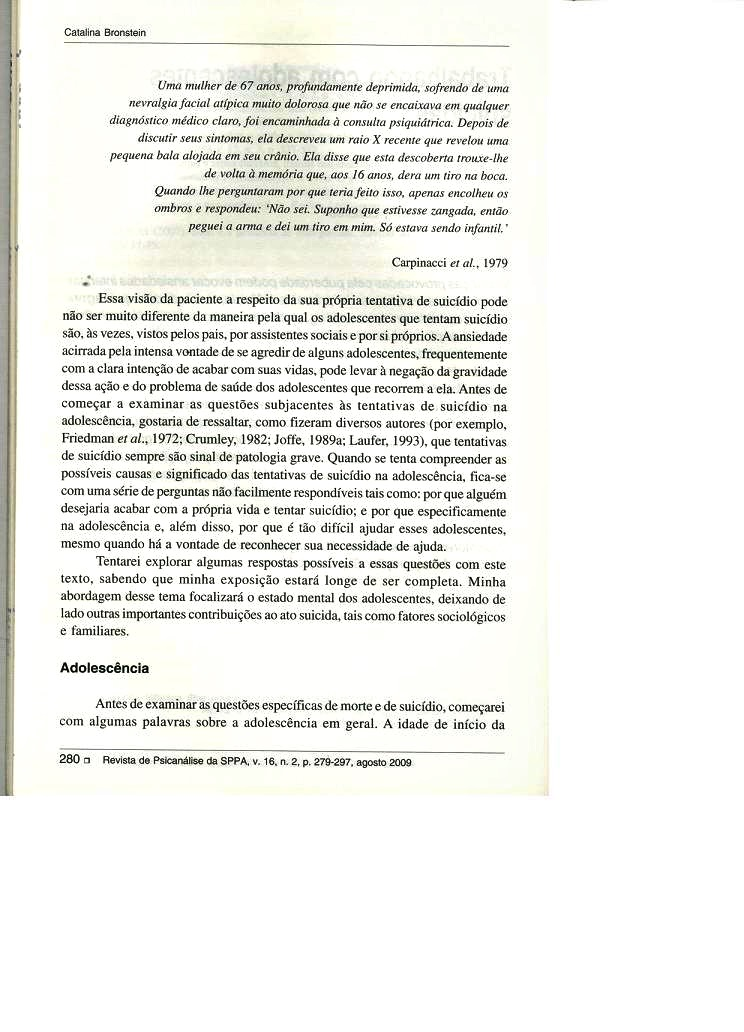 Catalina Bronstein
Uma mulher de 67 anos, profundamente deprimida, sofrendo de uma
nevralgia facial atípica muito dolorosa que não se encaixava em qualquer
diagnóstico médico claro, foi encaminhada à consulta psiquiátrica. Depois de
discutir seus sintomas, ela descreveu um raio X recente que revelou uma
pequena bala alojada em seu crânio. Ela disse que esta descoberta trouxe-lhe
de volta à memória que, aos 16 anos, dera um tiro na boca.
Quando lhe perguntaram por que teria feito isso, apenas encolheu os
ombros e respondeu: ‘Não sei. Suponho que estivesse zangada, então
peguei a arma e dei um tiro em mim. Só estava sendo infantil.’
Carpinacci et al., 1979
Essa visão da paciente a respeito da sua própria tentativa de suicídio pode
não ser muito diferente da maneira pela qual os adolescentes que tentam suicídio
são, às vezes, vistos pelos pais, por assistentes sociais e por si próprios. A ansiedade
acirrada pela intensa vontade de se agredir de alguns adolescentes, frequentemente
com a clara intenção de acabar com suas vidas, pode levar à negação da gravidade
dessa ação e do problema de saúde dos adolescentes que recorrem a ela. Antes de
começar a examinar as questões subjacentes às tentativas de suicídio na
adolescência, gostaria de ressaltar, como fizeram diversos autores (por exemplo,
Friedman et al., 1972; Crumley, 1982; Joffe, 1989a; Laufer, 1993), que tentativas
de suicídio sempre são sinal de patologia grave. Quando se tenta compreender as
possíveis causas e significado das tentativas de suicídio na adolescência, fica-se
com uma série de perguntas não facilmente respondíveis tais como: por que alguém
desejaria acabar com a própria vida e tentar suicídio; e por que especificamente
na adolescência e, além disso, por que é tão difícil ajudar esses adolescentes,
mesmo quando há a vontade de reconhecer sua necessidade de ajuda.
Tentarei explorar algumas respostas possíveis a essas questões com este
texto, sabendo que minha exposição estará longe de ser completa. Minha
abordagem desse tema focalizará o estado mental dos adolescentes, deixando de
lado outras importantes contribuições ao ato suicida, tais como fatores sociológicos
e familiares.
Adolescência
Antes de examinar as questões específicas de morte e de suicídio, começarei
com algumas palavras sobre a adolescência em geral. A idade de início da
280 □ Revista de Psicanálise da SPPA, v. 16, n. 2, p. 279-297, agosto 2009